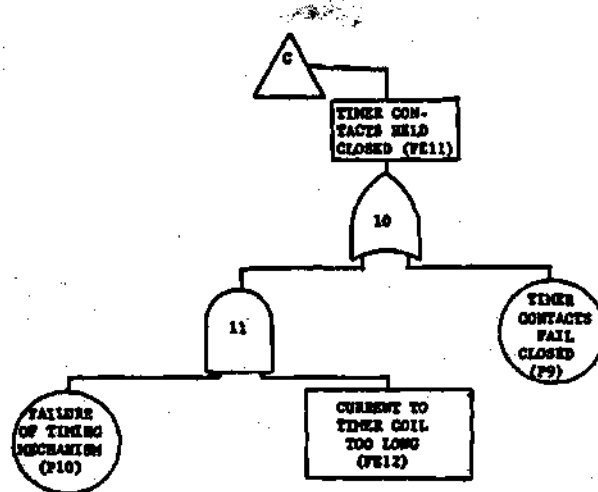 C
TIMER CON-
TACTS HELD
CLOSED (FE11)
10
11
TIMER
CONTACTS
FAIL
CLOSED
(P9)
FAILURE
OF TIMING
MECHANISM
(P10)
CURRENT TO
TIMER COIL
TOO LONG
(FE12)